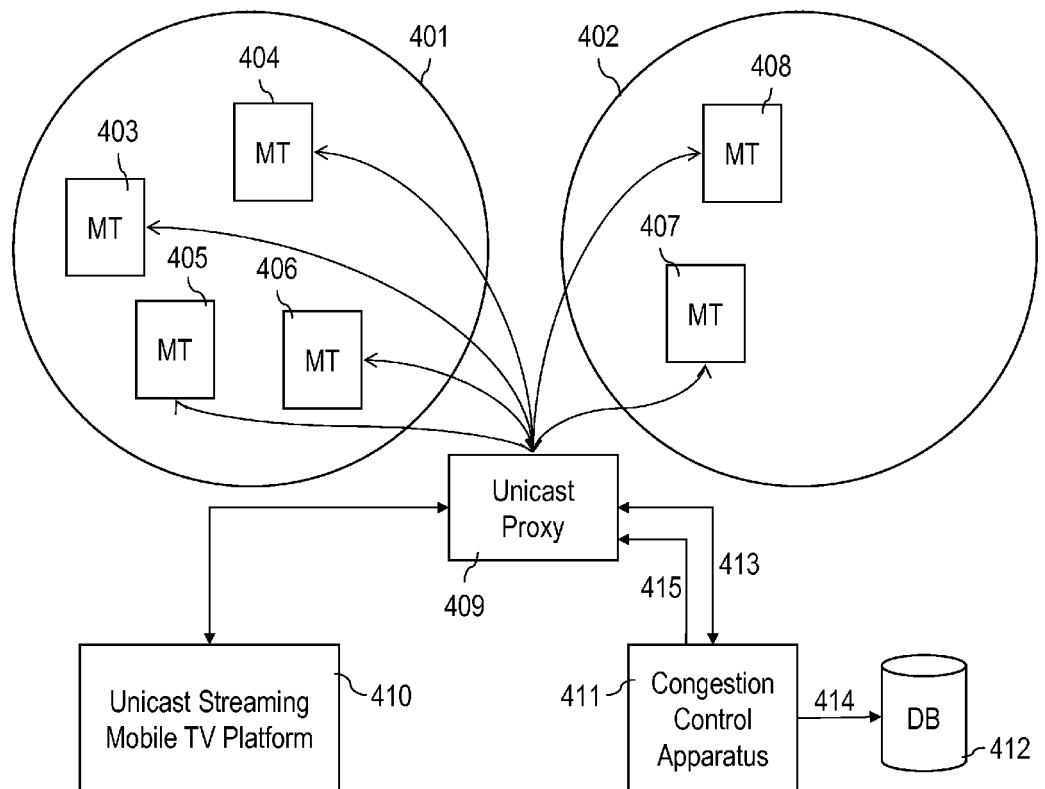 401
402
404
408
MT
MT
403
MT
407
405
406
MT
MT
MT
Unicast
Proxy
409
413
415
Unicast Streaming
Mobile TV Platform
410
411
Congestion
Control
Apparatus
414
DB
412